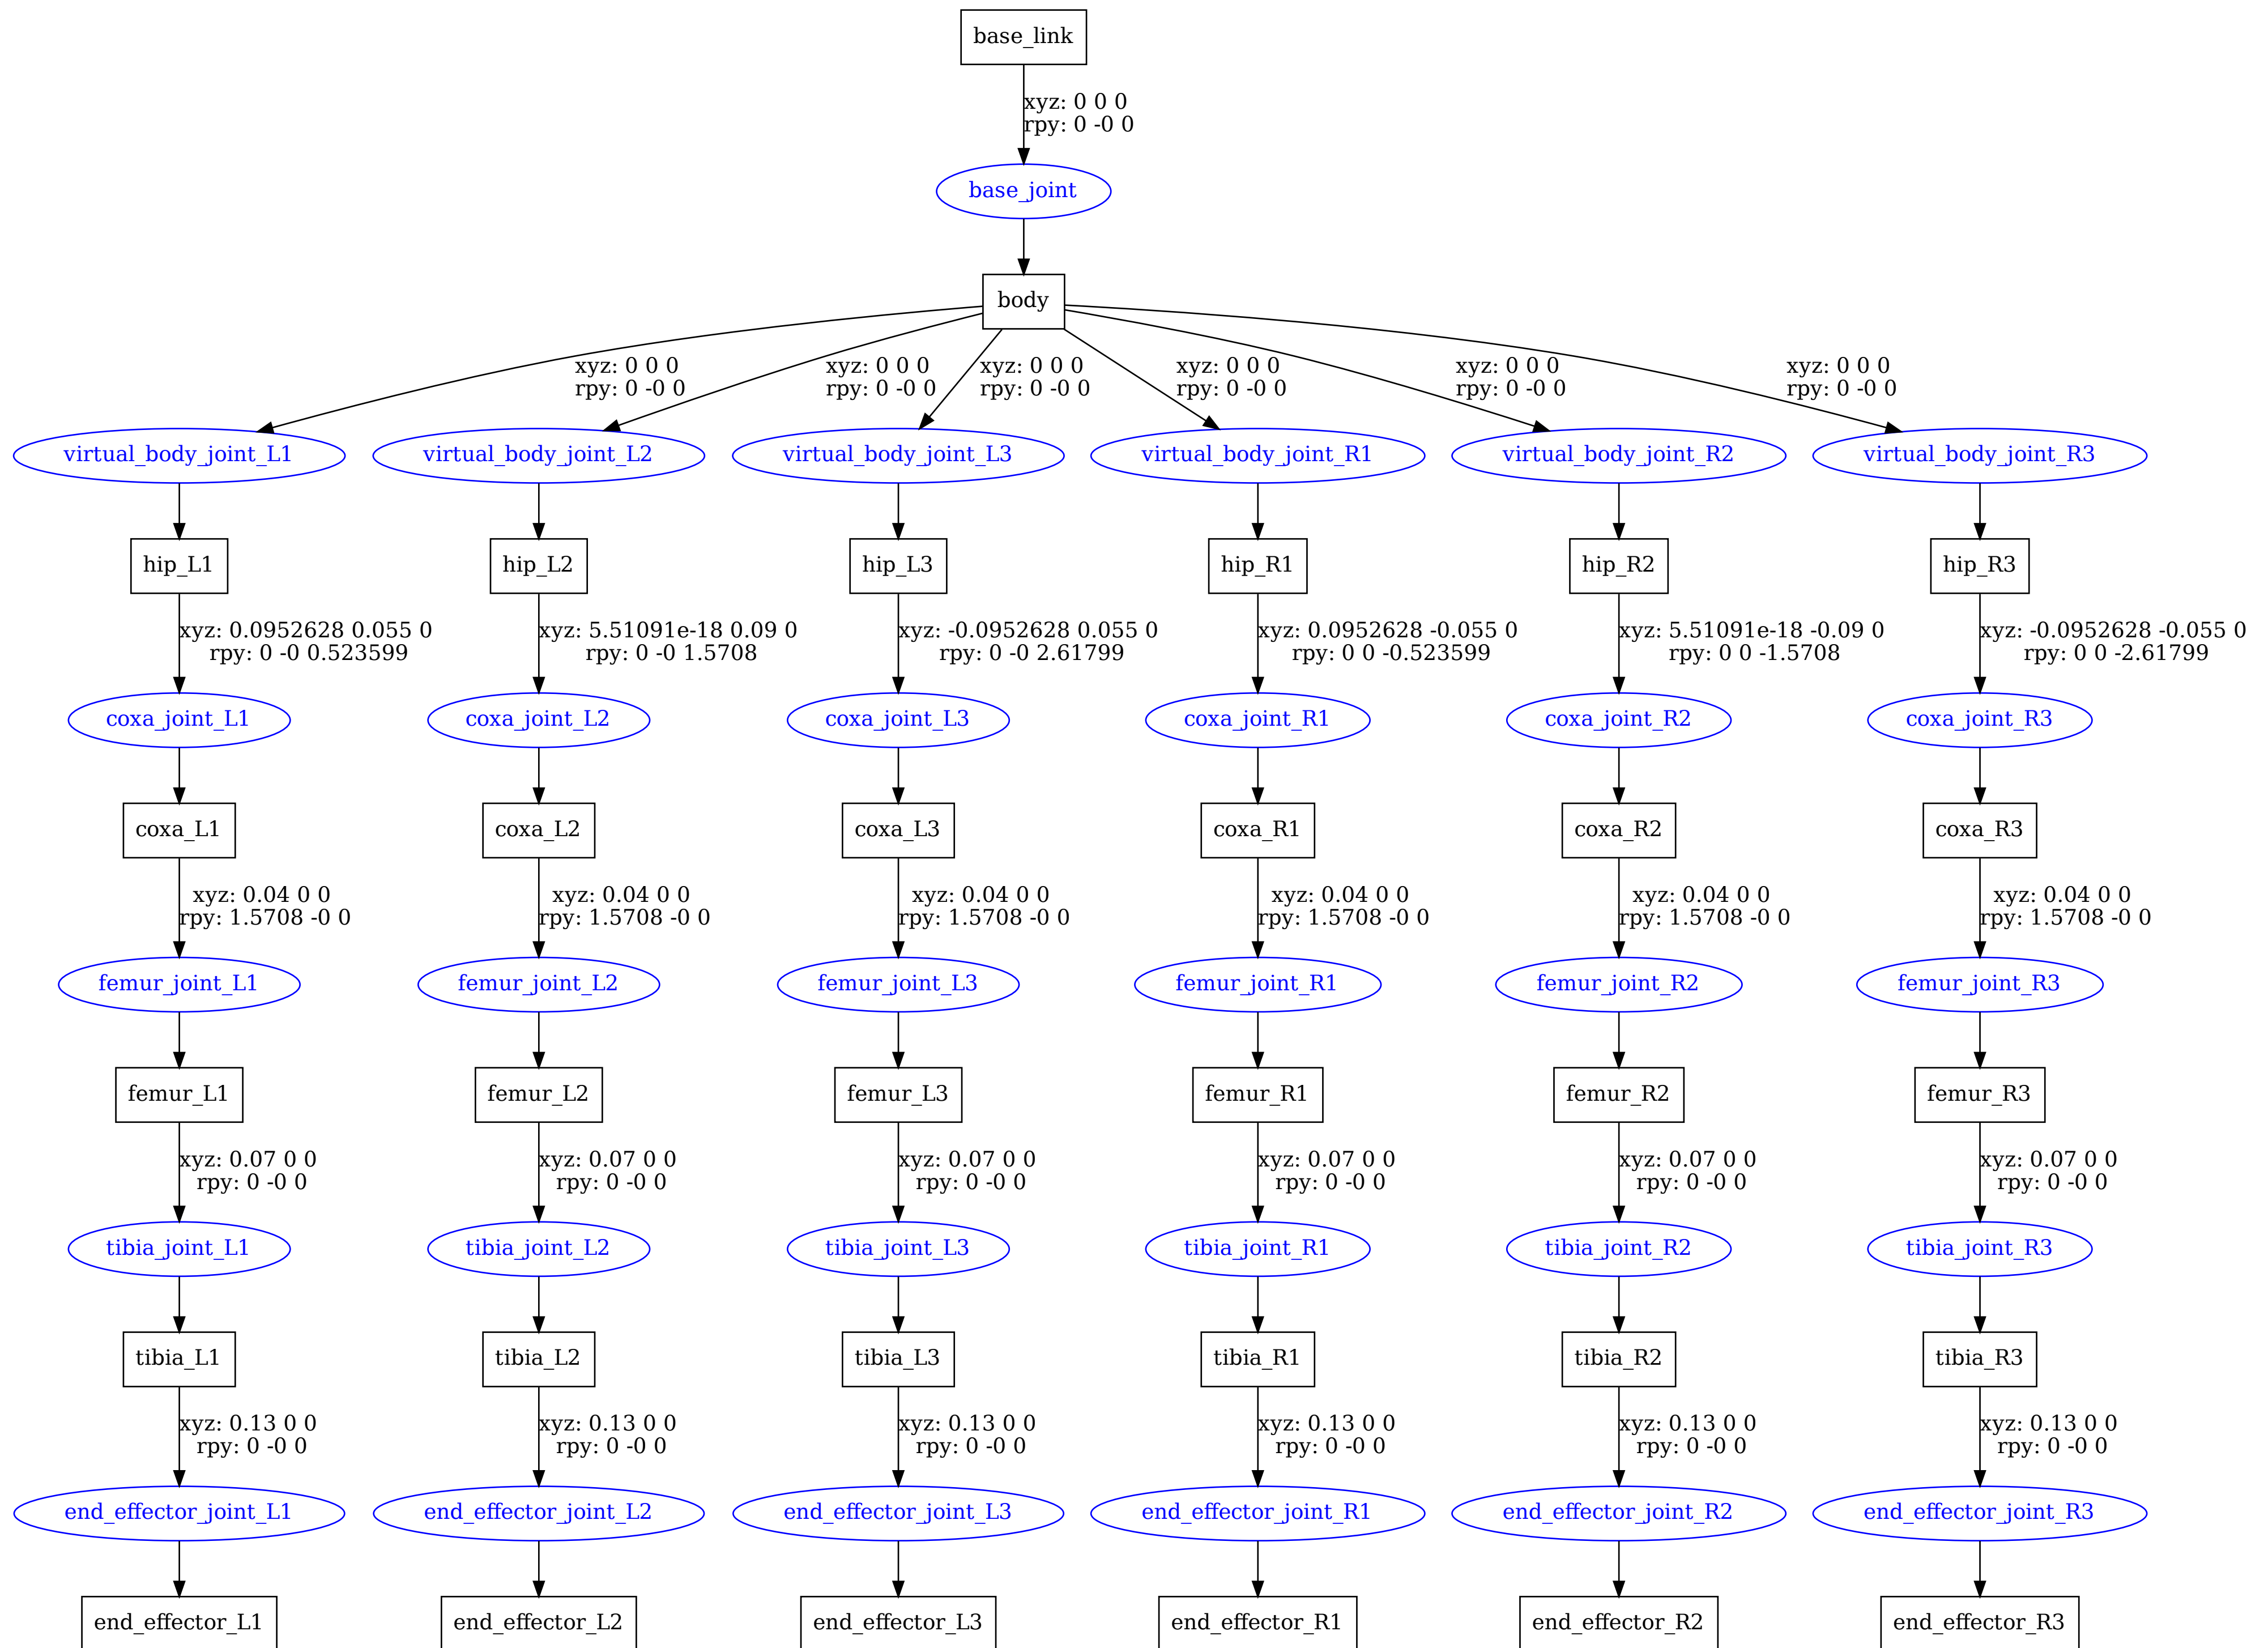 base_link
xyz: 0 0 0
rpy: 0 -0 0
base_joint
body
xyz: 0 0 0
rpy: 0 -0 0
xyz: 0 0 0
rpy: 0 -0 0
xyz: 0 0 0
rpy: 0 -0 0
xyz: 0 0 0
rpy: 0 -0 0
xyz: 0 0 0
rpy: 0 -0 0
xyz: 0 0 0
rpy: 0 -0 0
virtual_body_joint_L1
virtual_body_joint_L2
virtual_body_joint_L3
virtual_body_joint_R1
virtual_body_joint_R2
virtual_body_joint_R3
hip_L1
hip_L2
hip_L3
hip_R1
hip_R2
hip_R3
xyz: 0.0952628 0.055 0
rpy: 0 -0 0.523599
xyz: 5.51091e-18 0.09 0
rpy: 0 -0 1.5708
xyz: -0.0952628 0.055 0
rpy: 0 -0 2.61799
xyz: 0.0952628 -0.055 0
rpy: 0 0 -0.523599
xyz: 5.51091e-18 -0.09 0
rpy: 0 0 -1.5708
xyz: -0.0952628 -0.055 0
rpy: 0 0 -2.61799
coxa_joint_L1
coxa_joint_L2
coxa_joint_L3
coxa_joint_R1
coxa_joint_R2
coxa_joint_R3
coxa_L1
coxa_L2
coxa_L3
coxa_R1
coxa_R2
coxa_R3
xyz: 0.04 0 0
rpy: 1.5708 -0 0
xyz: 0.04 0 0
rpy: 1.5708 -0 0
xyz: 0.04 0 0
rpy: 1.5708 -0 0
xyz: 0.04 0 0
rpy: 1.5708 -0 0
xyz: 0.04 0 0
rpy: 1.5708 -0 0
xyz: 0.04 0 0
rpy: 1.5708 -0 0
femur_joint_L1
femur_joint_L2
femur_joint_L3
femur_joint_R1
femur_joint_R2
femur_joint_R3
femur_L1
femur_L2
femur_L3
femur_R1
femur_R2
femur_R3
xyz: 0.07 0 0
rpy: 0 -0 0
xyz: 0.07 0 0
rpy: 0 -0 0
xyz: 0.07 0 0
rpy: 0 -0 0
xyz: 0.07 0 0
rpy: 0 -0 0
xyz: 0.07 0 0
rpy: 0 -0 0
xyz: 0.07 0 0
rpy: 0 -0 0
tibia_joint_L1
tibia_joint_L2
tibia_joint_L3
tibia_joint_R1
tibia_joint_R2
tibia_joint_R3
tibia_L1
tibia_L2
tibia_L3
tibia_R1
tibia_R2
tibia_R3
xyz: 0.13 0 0
rpy: 0 -0 0
xyz: 0.13 0 0
rpy: 0 -0 0
xyz: 0.13 0 0
rpy: 0 -0 0
xyz: 0.13 0 0
rpy: 0 -0 0
xyz: 0.13 0 0
rpy: 0 -0 0
xyz: 0.13 0 0
rpy: 0 -0 0
end_effector_joint_L1
end_effector_joint_L2
end_effector_joint_L3
end_effector_joint_R1
end_effector_joint_R2
end_effector_joint_R3
end_effector_L1
end_effector_L2
end_effector_L3
end_effector_R1
end_effector_R2
end_effector_R3